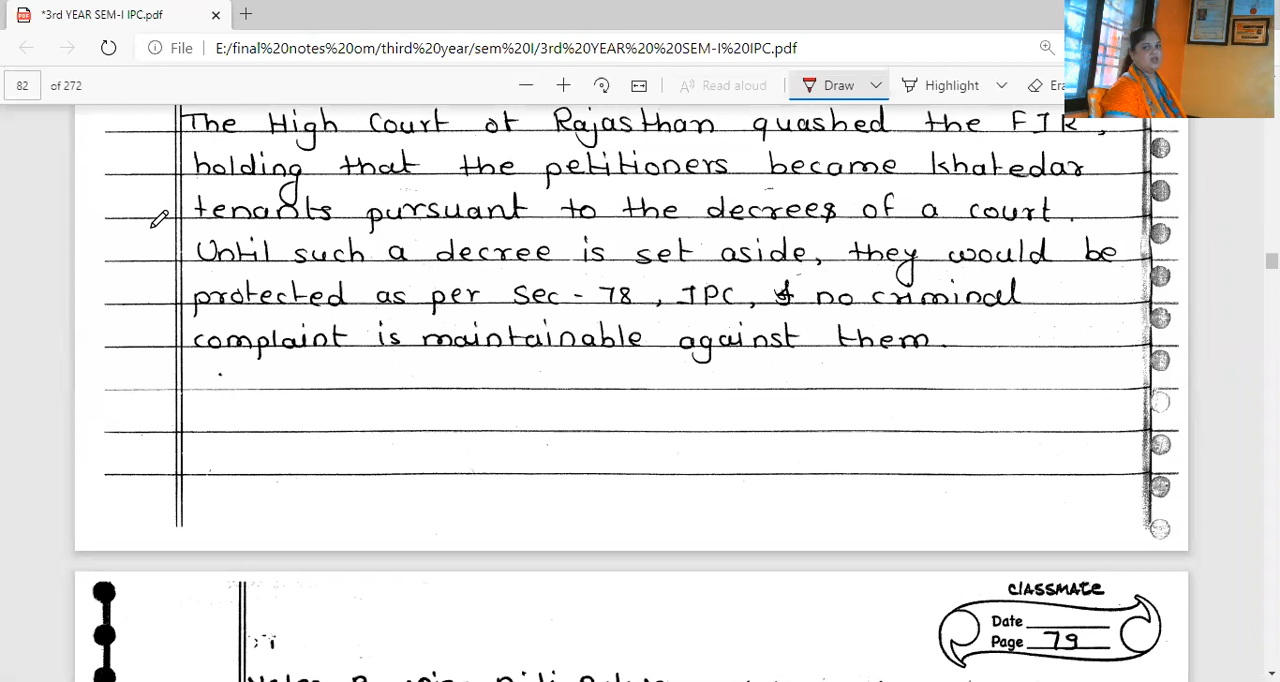 *3rd YEAR SEM-I IPC.pdf
File
E:/final%20notes%20om/third%20year/sem%20I/3rd%20YEAR%20%20SEM-I%20IPC.pdf
82 of 272
Read aloud
Draw
Highlight
Era
The High Court of Rajasthan quashed the FIR,
holding that the petitioners became khatedar
tenants pursuant to the decrees of a court.
Until such a decree is set aside, they would be
protected as per Sec - 78, IPC, & no criminal
complaint is maintainable against them.
CLASSMATE
Date
Page 79